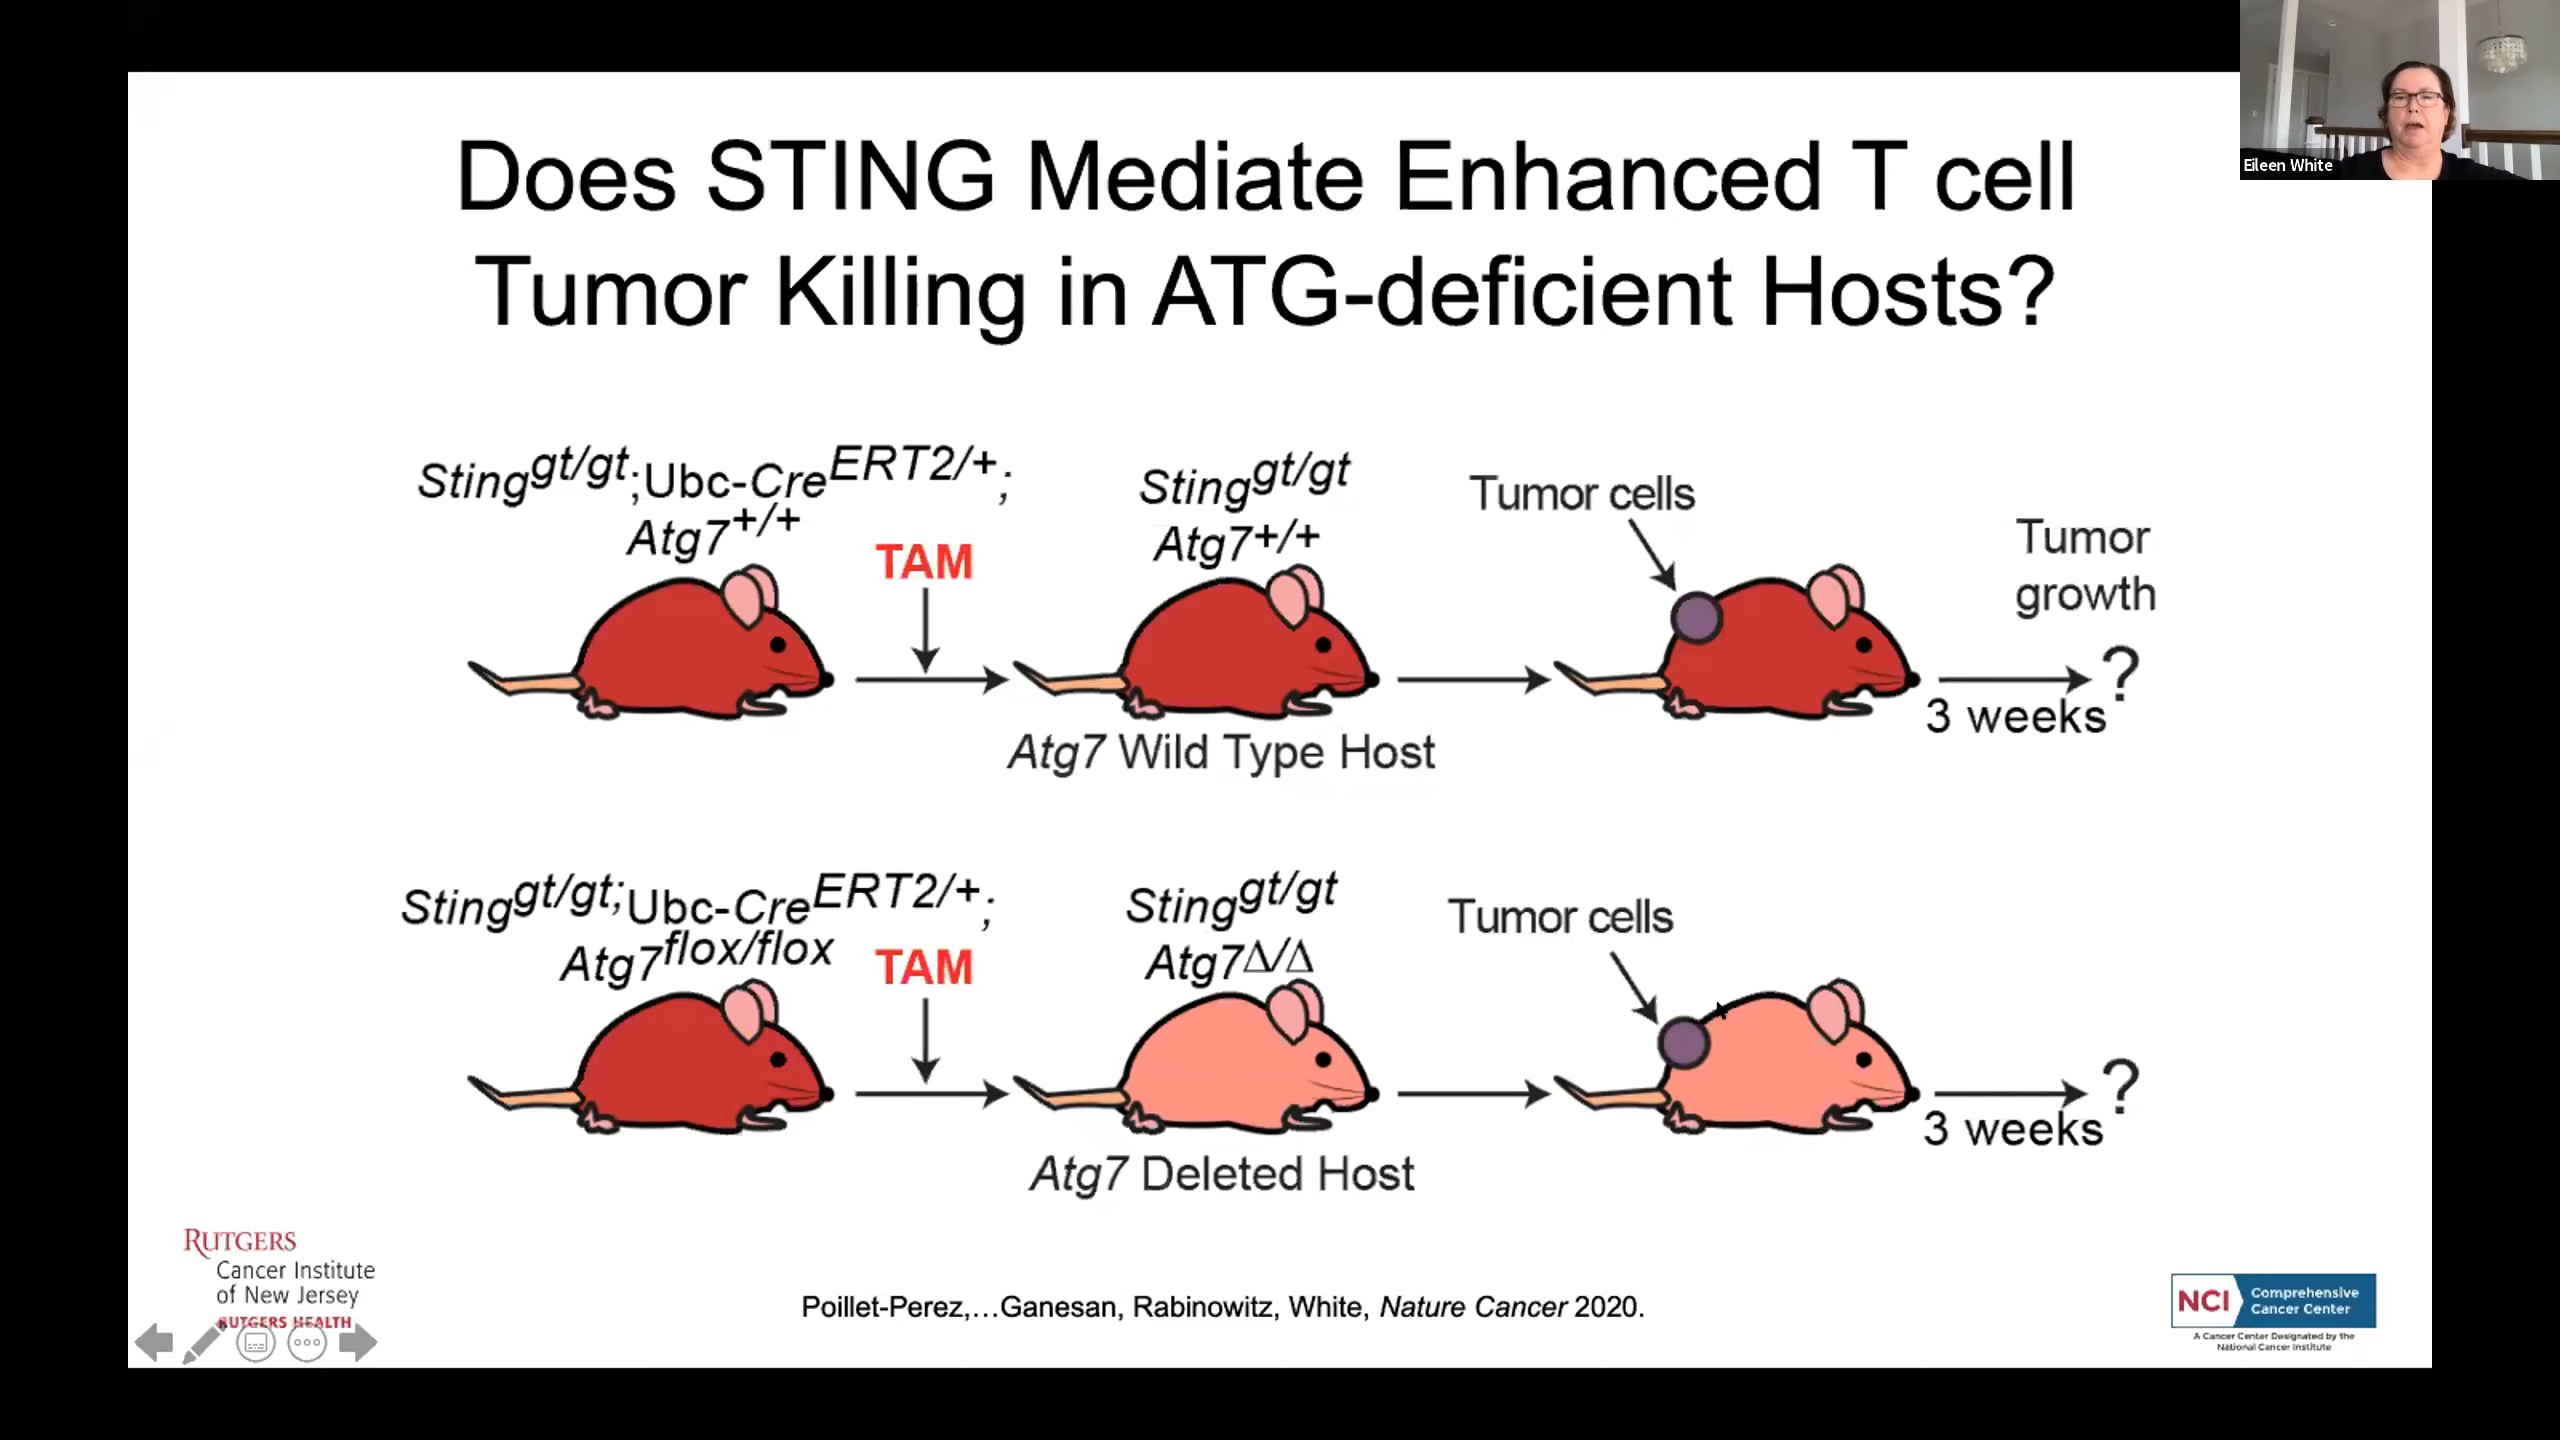 Eileen White
Does STING Mediate Enhanced T cell
Tumor Killing in ATG-deficient Hosts?
Sting^gt/gt;Ubc-Cre^ERT2/+;
Atg7^+/+
TAM
Sting^gt/gt
Atg7+/+
Tumor cells
Tumor
growth
?
3 weeks
Atg7 Wild Type Host
Sting^gt/gt;Ubc-Cre^ERT2/+;
Atg7^flox/flox
TAM
Sting^gt/gt
Atg7Δ/Δ
Tumor cells
?
3 weeks
Atg7 Deleted Host
RUTGERS
Cancer Institute
of New Jersey
RUTGERS HEALTH
Poillet-Perez,…Ganesan, Rabinowitz, White, Nature Cancer 2020.
NCI
Comprehensive
Cancer Center
A Cancer Center Designated by the
National Cancer Institute